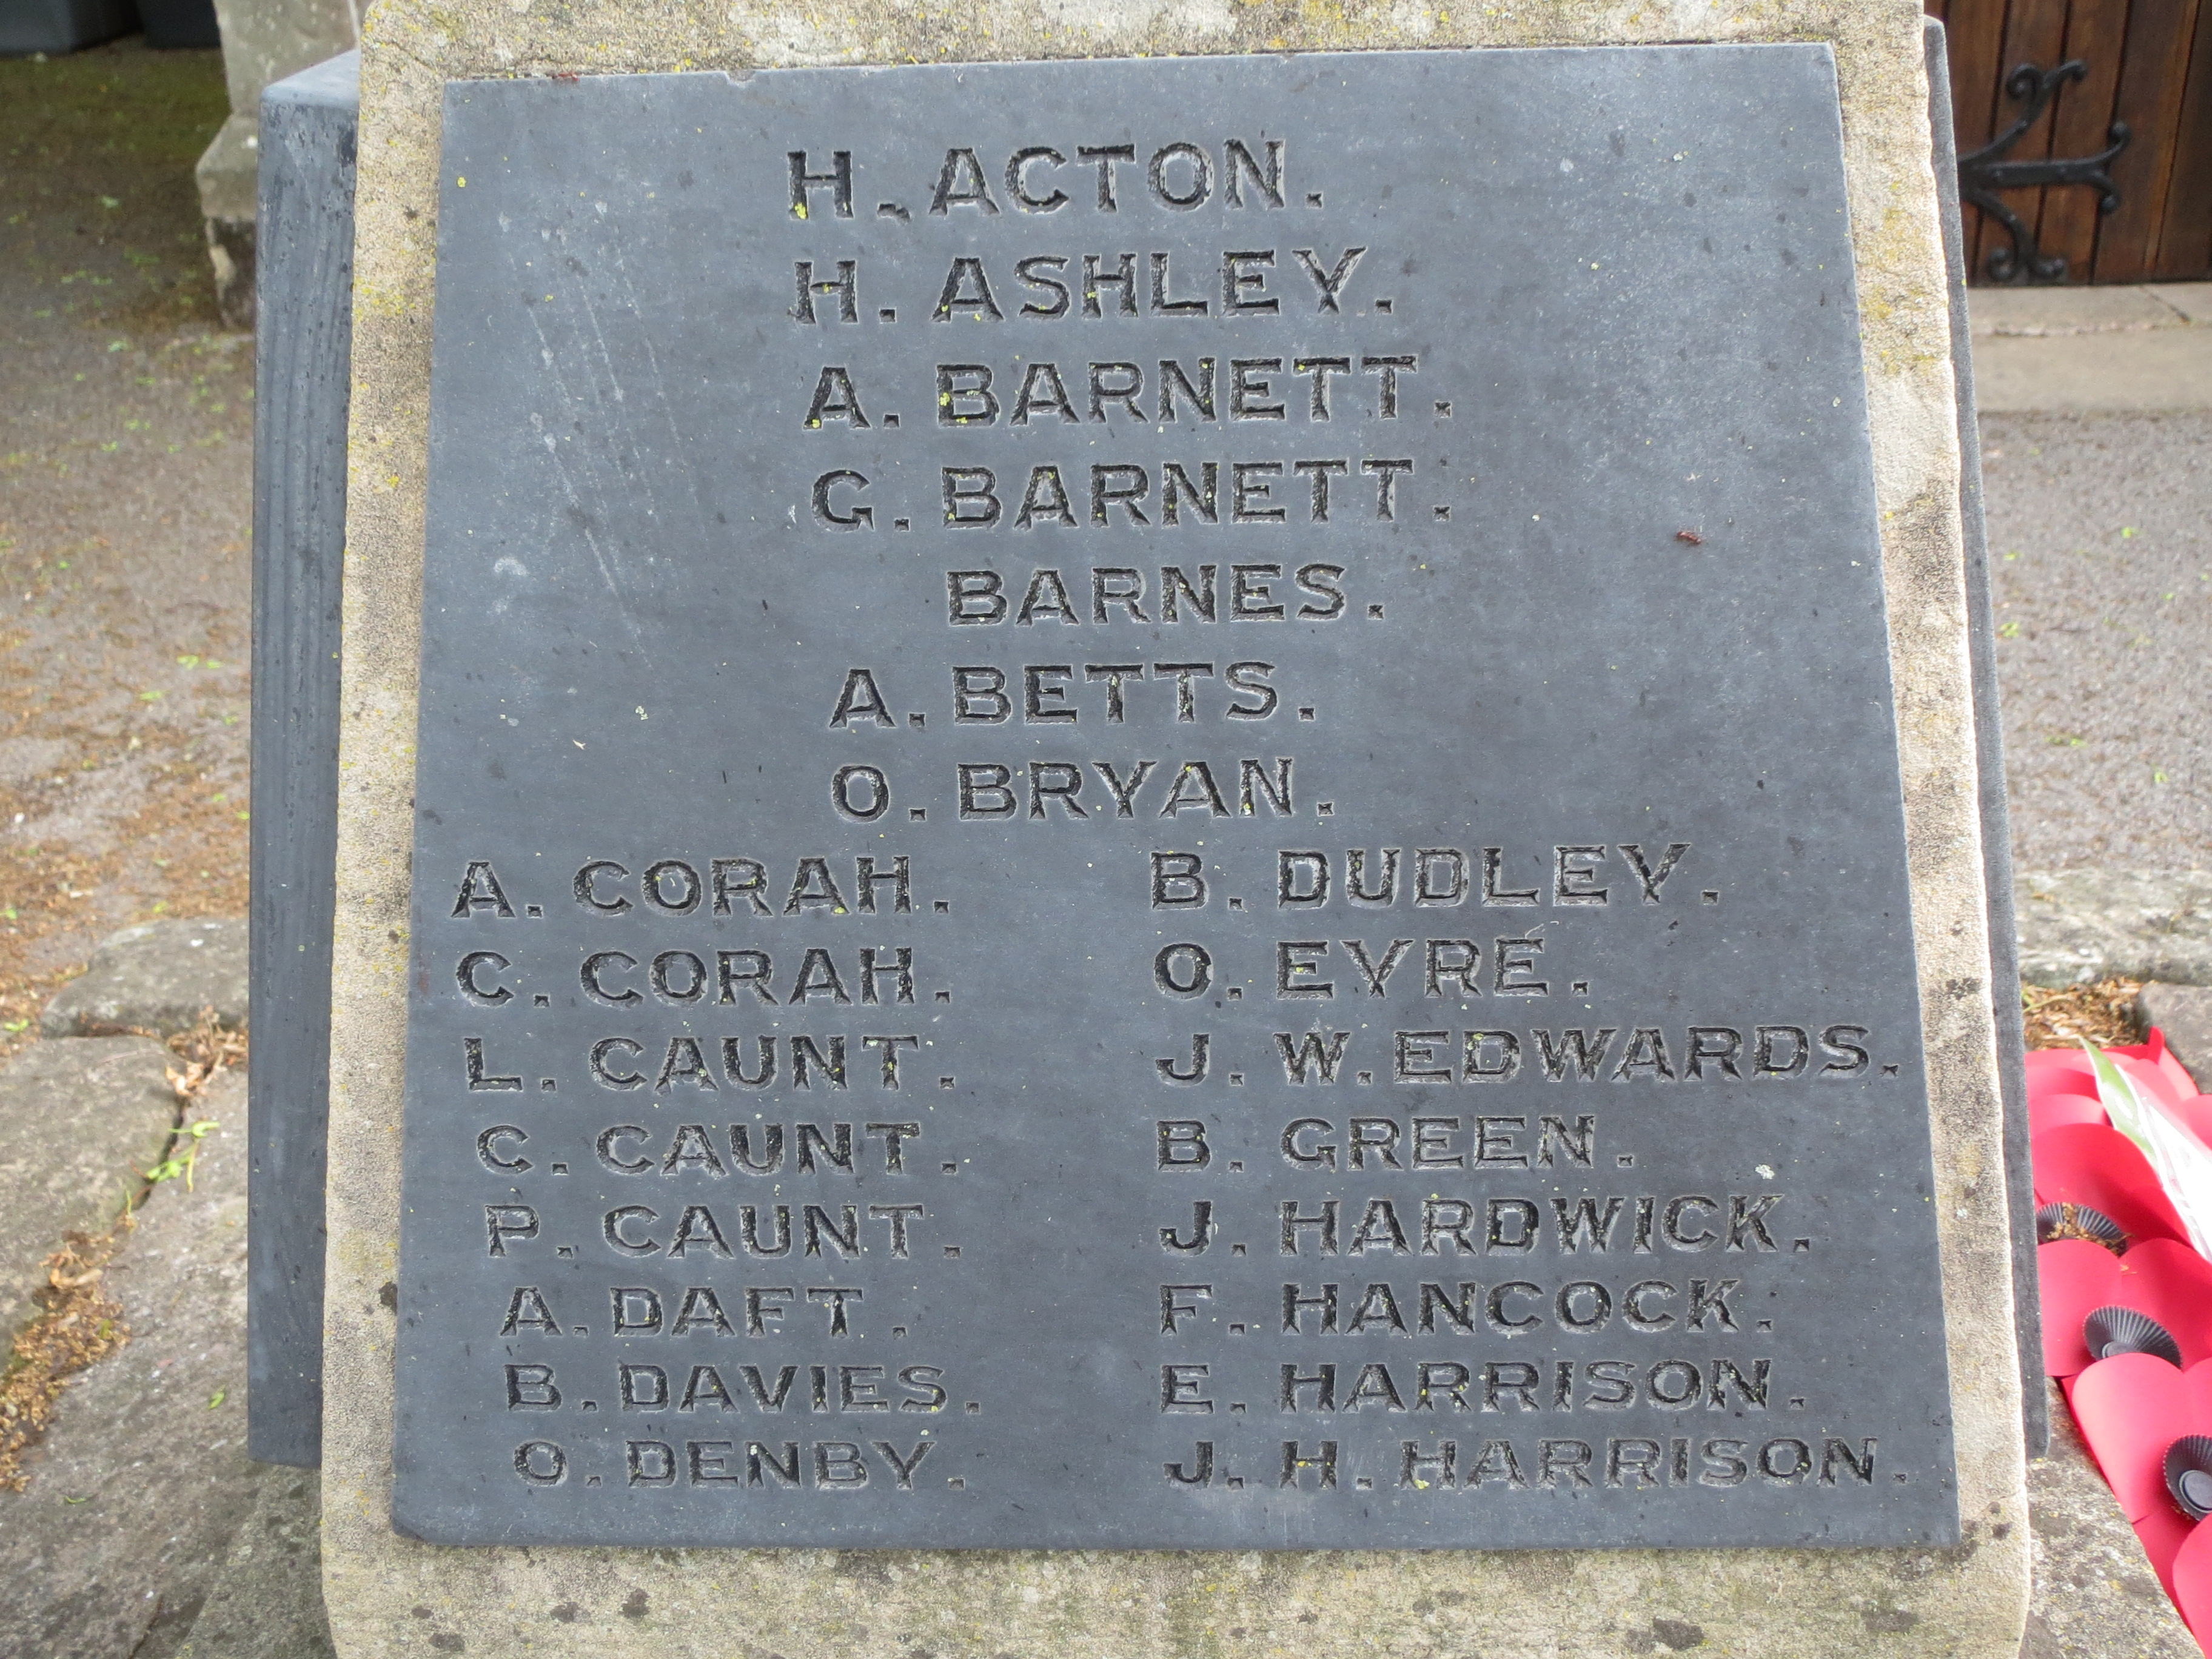 H. ACTON.
H. ASHLEY.
A. BARNETT.
G. BARNETT.
BARNES.
A. BETTS.
O. BRYAN.
A. CORAH.
C. CORAH.
L. CAUNT.
C. CAUNT.
P. CAUNT.
A. DAFT.
B. DAVIES.
O. DENBY.
B. DUDLEY.
O. EYRE.
J. W. EDWARDS.
B. GREEN.
J. HARDWICK.
F. HANCOCK.
E. HARRISON.
J. H. HARRISON.